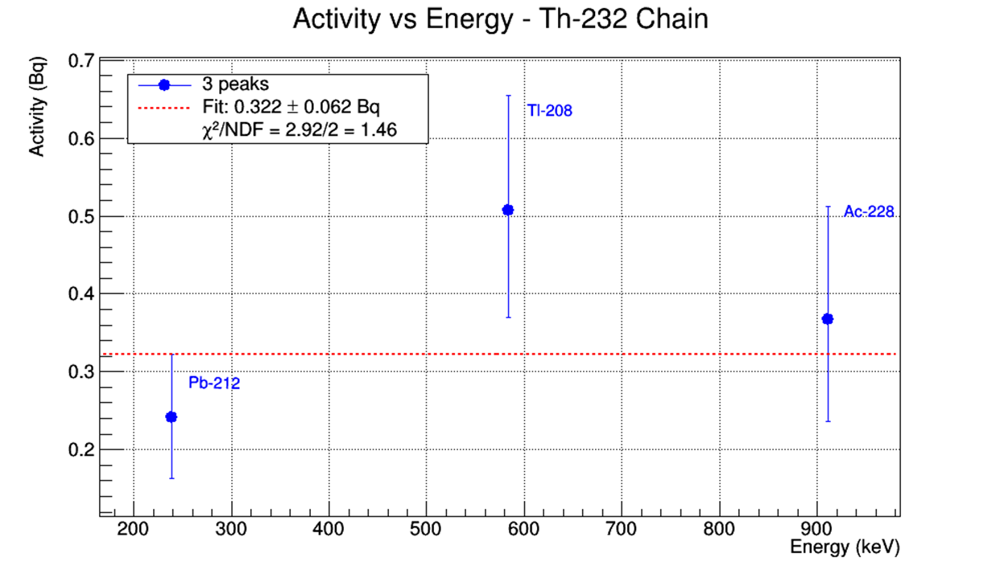 Activity vs Energy - Th-232 Chain
Activity (Bq)
0.7
0.6
0.5
0.4
0.3
0.2
3 peaks
Fit: 0.322 ± 0.062 Bq
χ²/NDF = 2.92/2 = 1.46
Tl-208
Ac-228
Pb-212
200 300 400 500 600 700 800 900
Energy (keV)